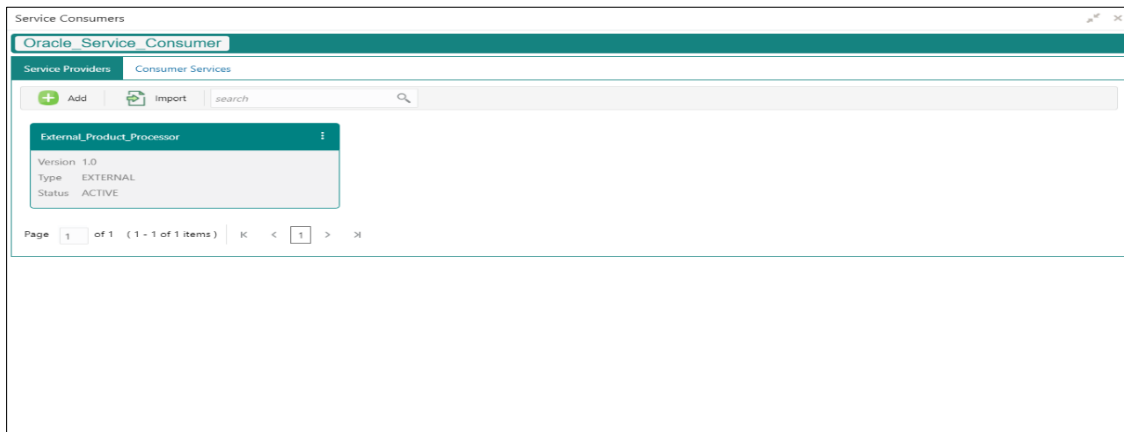 Service Consumers
Oracle_Service_Consumer
Service Providers Consumer Services
Add Import search
External_Product_Processor
Version 1.0
Type EXTERNAL
Status ACTIVE
Page 1 of 1 ( 1 - 1 of 1 items ) 1